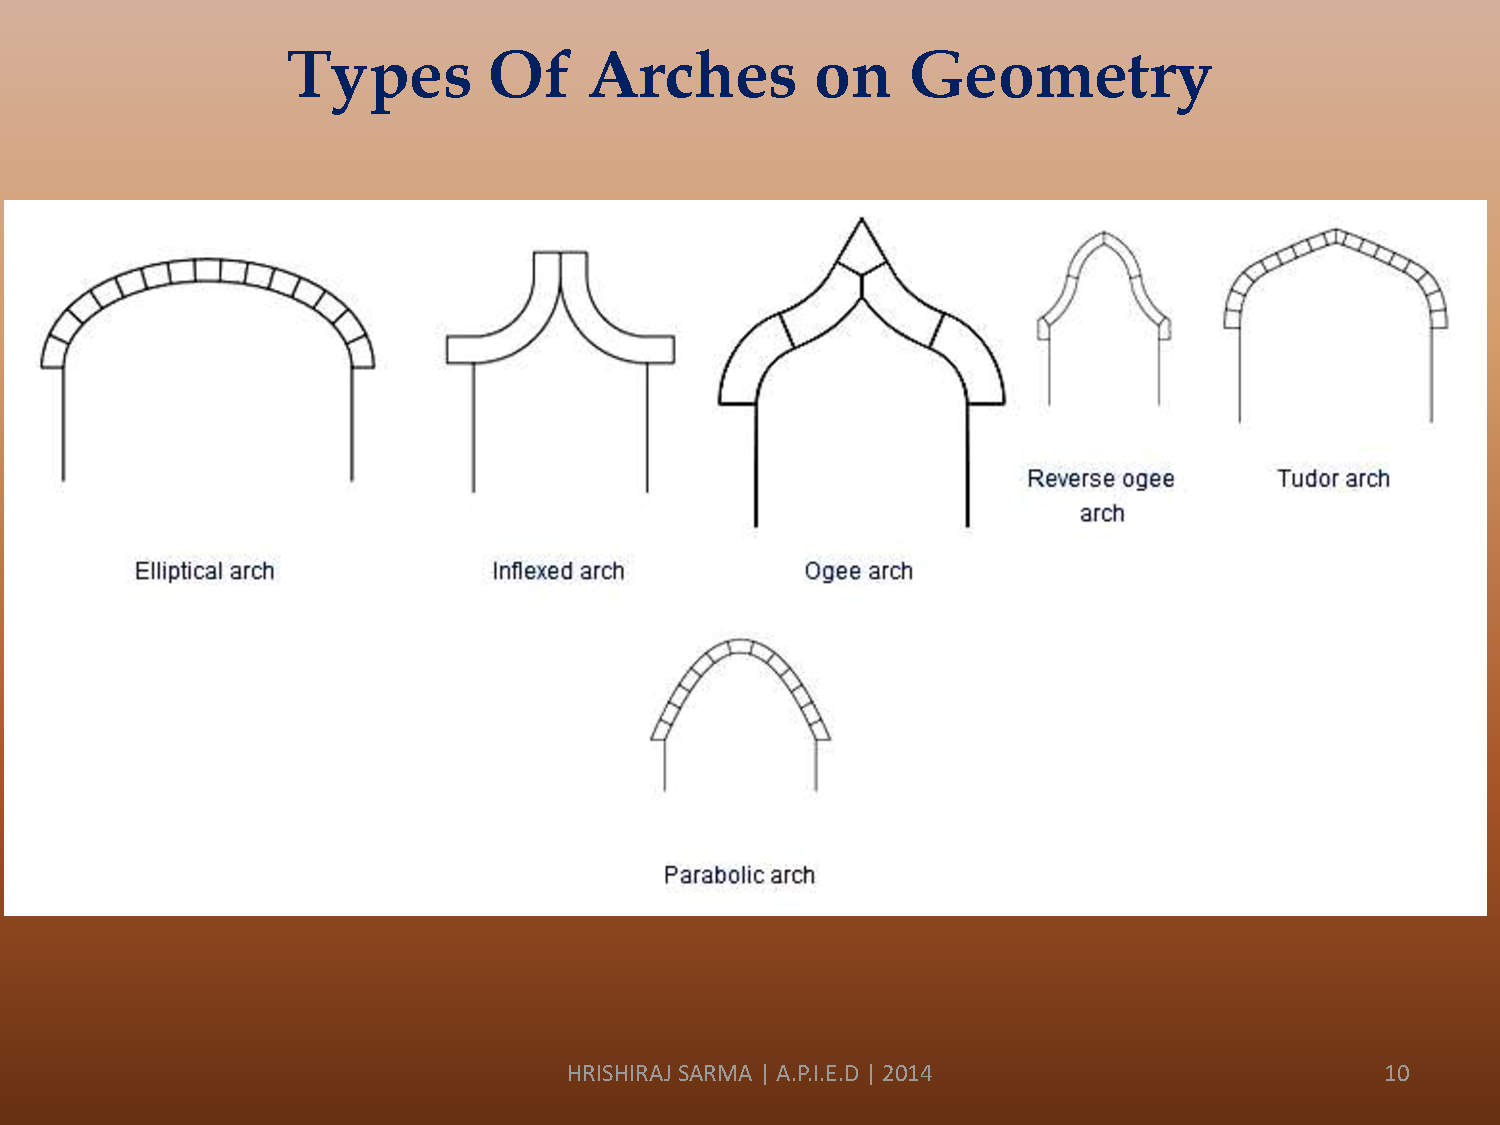 Types Of Arches on Geometry
Elliptical arch
Inflexed arch
Ogee arch
Reverse ogee
arch
Tudor arch
Parabolic arch
HRISHIRAJ SARMA | A.P.I.E.D | 2014
10